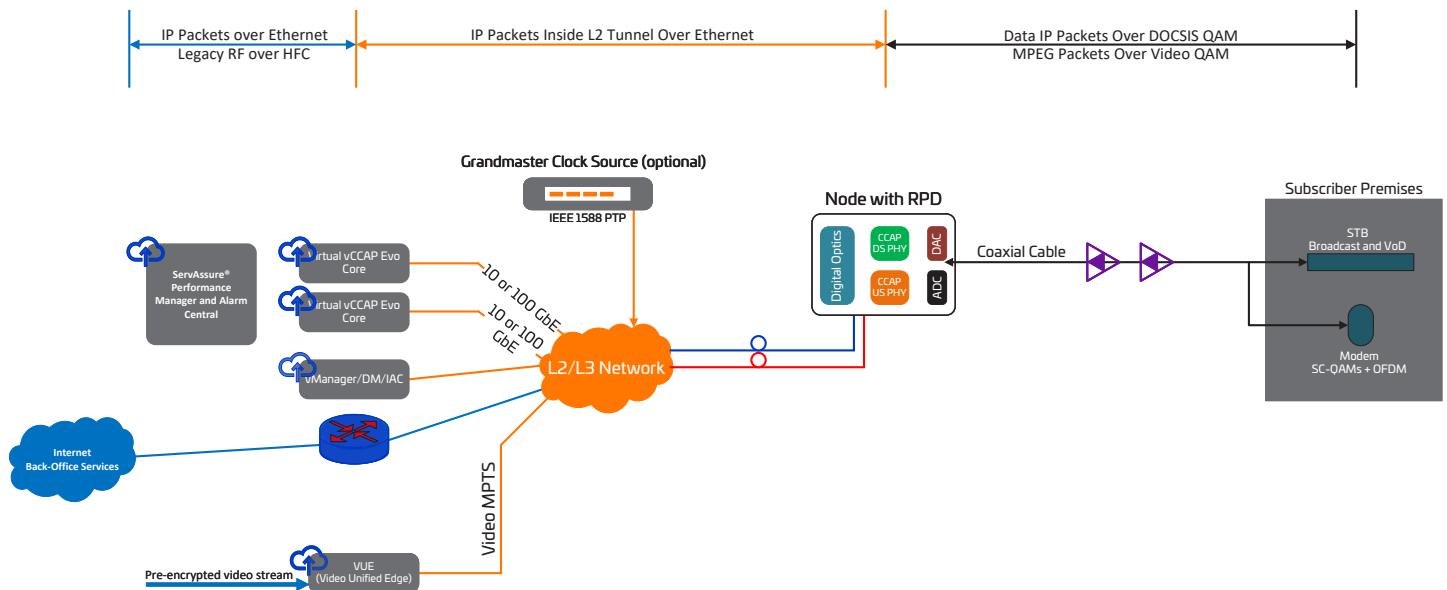 IP Packets over Ethernet
Legacy RF over HFC
IP Packets Inside L2 Tunnel Over Ethernet
Data IP Packets Over DOCSIS QAM
MPEG Packets Over Video QAM
Grandmaster Clock Source (optional)
IEEE 1588 PTP
Node with RPD
Digital Optics
CCAP
DS PHY
DAC
CCAP
US PHY
ADC
Coaxial Cable
Subscriber Premises
STB
Broadcast and VoD
Modem
SC-QAMs + OFDM
ServAssure®
Performance
Manager and Alarm
Central
Virtual vCCAP Evo
Core
Virtual vCCAP Evo
Core
10 or 100 GbE
10 or 100
GbE
vManager/DM/IAC
L2/L3 Network
Internet
Back-Office Services
Video MPTS
Pre-encrypted video stream
VUE
(Video Unified Edge)